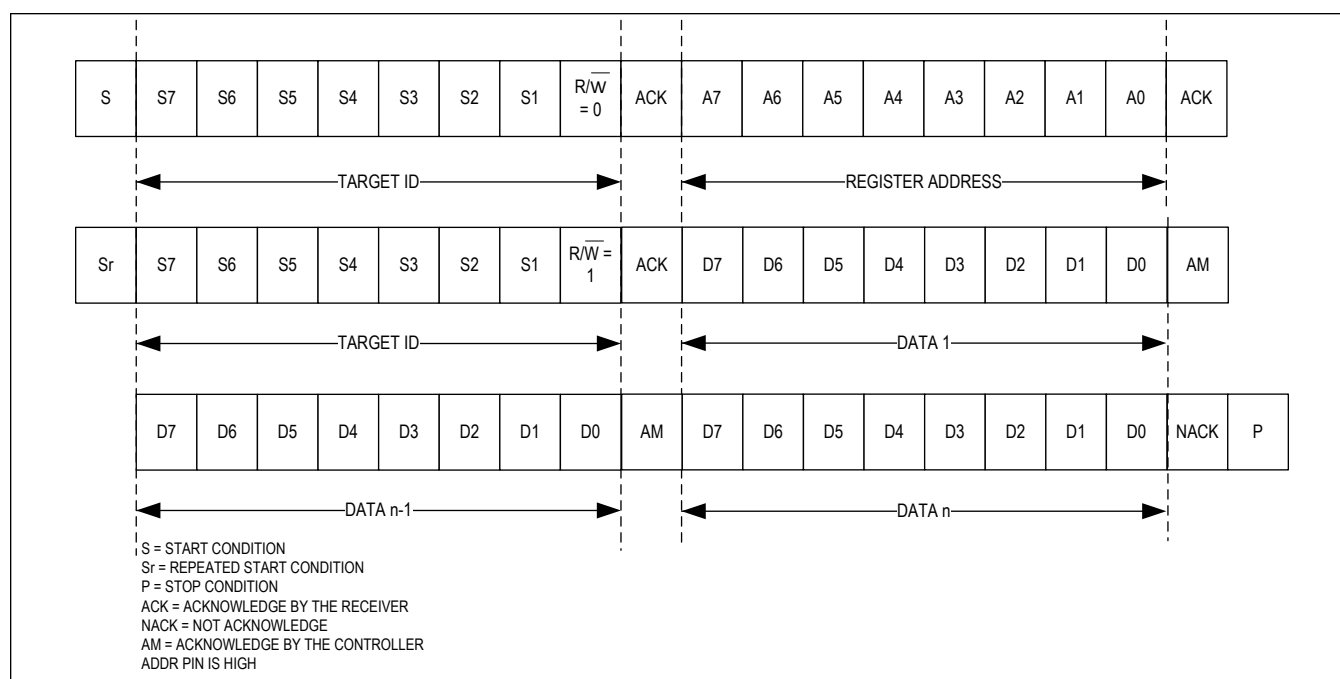 S S7 S6 S5 S4 S3 S2 S1 R/W̅ = 0 ACK A7 A6 A5 A4 A3 A2 A1 A0 ACK
TARGET ID REGISTER ADDRESS
Sr S7 S6 S5 S4 S3 S2 S1 R/W̅ = 1 ACK D7 D6 D5 D4 D3 D2 D1 D0 AM
TARGET ID DATA 1
D7 D6 D5 D4 D3 D2 D1 D0 AM D7 D6 D5 D4 D3 D2 D1 D0 NACK P
DATA n-1 DATA n
S = START CONDITION
Sr = REPEATED START CONDITION
P = STOP CONDITION
ACK = ACKNOWLEDGE BY THE RECEIVER
NACK = NOT ACKNOWLEDGE
AM = ACKNOWLEDGE BY THE CONTROLLER
ADDR PIN IS HIGH